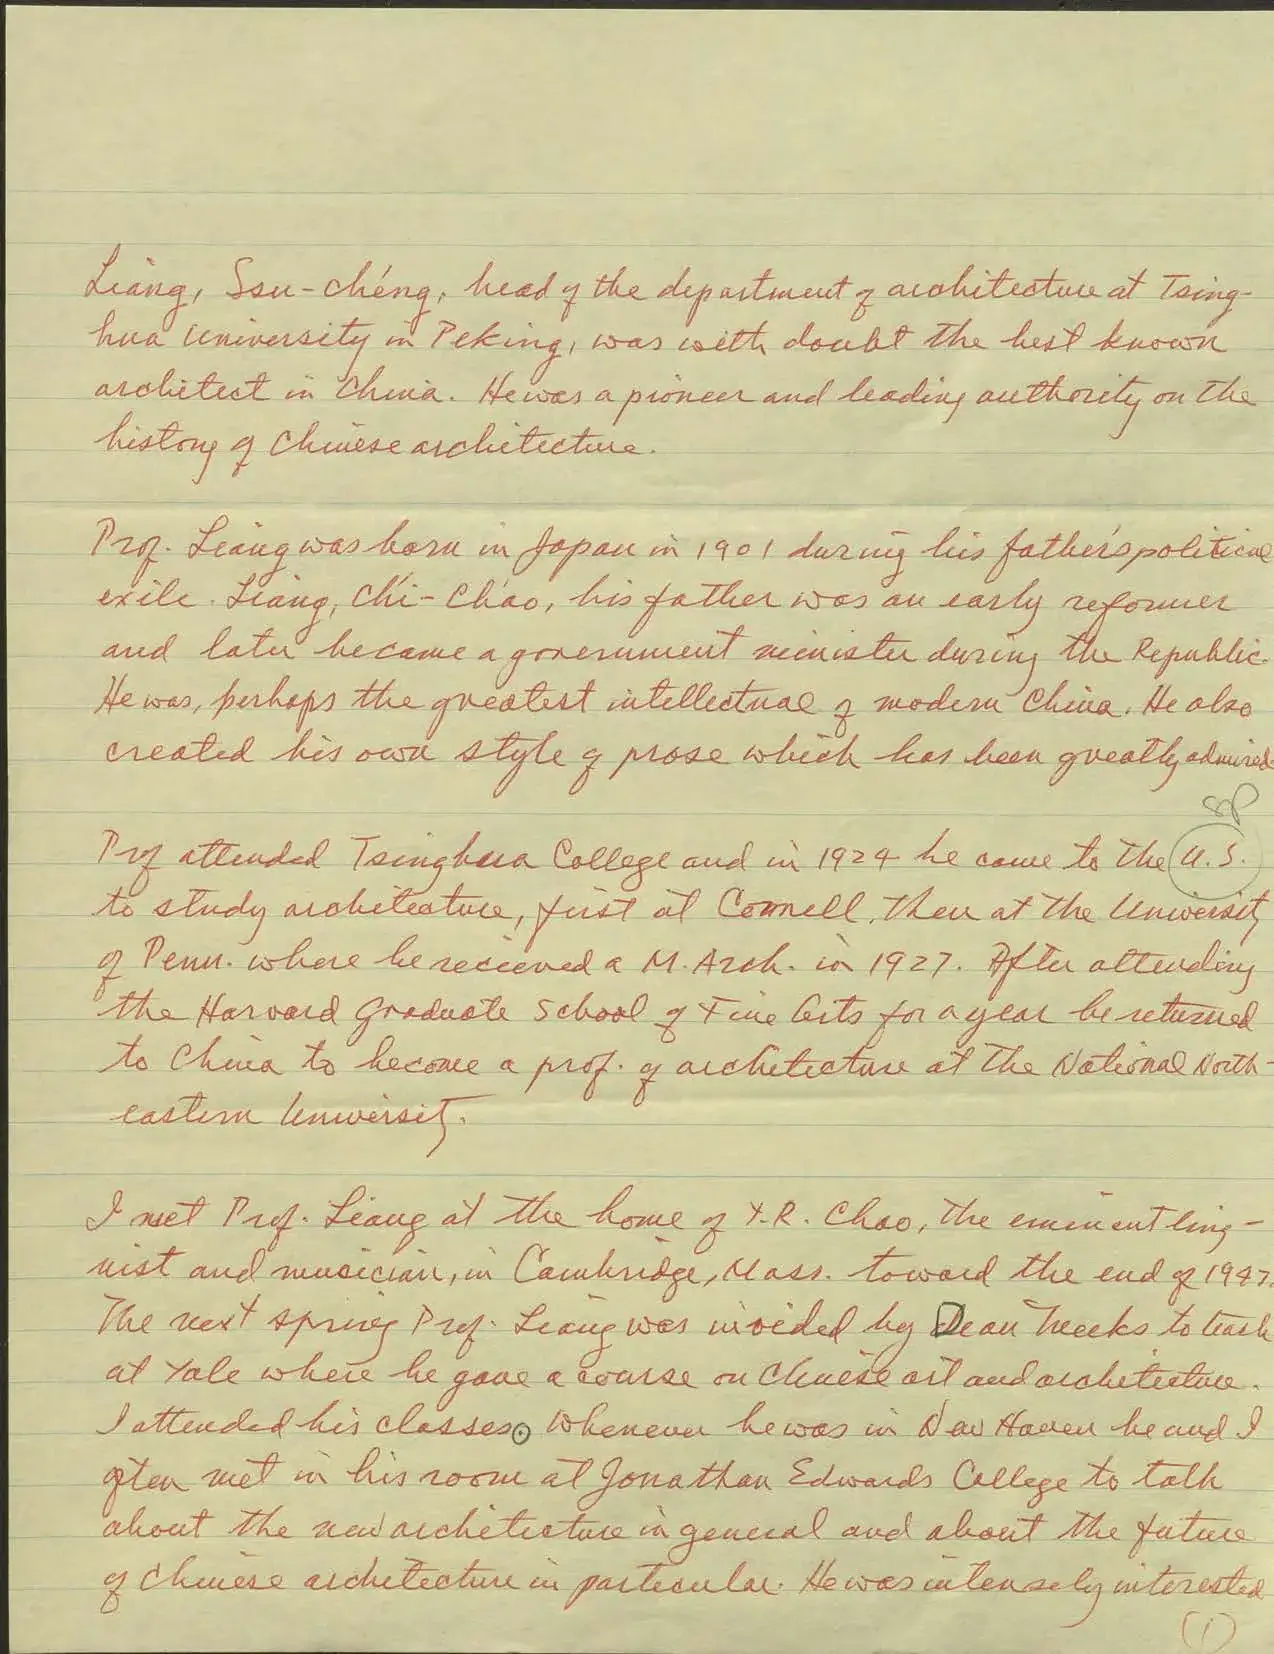 Liang, Ssu-ch'eng, head of the department of architecture at Tsing-
hua University in Peking, was with doubt the best known
architect in China. He was a pioneer and leading authority on the
history of Chinese architecture.
Prof. Liang was born in Japan in 1901 during his father's political
exile. Liang, Ch'i-Ch'ao, his father was an early reformer
and later became a government minister during the Republic.
He was, perhaps the greatest intellectual of modern China. He also
created his own style of prose which has been greatly admired.
sp
Prof attended Tsinghua College and in 1924 he came to the U.S.
to study architecture, first at Cornell, then at the University
of Penn. where he recieved a M. Arch. in 1927. After attending
the Harvard Graduate School of Fine Arts for a year he returned
to China to become a prof. of architecture at the National North-
eastern University.
I met Prof. Liang at the home of Y.R. Chao, the eminent ling-
uist and musician, in Cambridge, Mass. toward the end of 1947.
The next spring Prof. Liang was invided by Dean Meeks to teach
at Yale where he gave a course on Chinese art and architecture.
I attended his classes. Whenever he was in New Haven he and I
often met in his room at Jonathan Edwards College to talk
about the new architecture in general and about the future
of Chinese architecture in particular. He was intensely interested
(1)